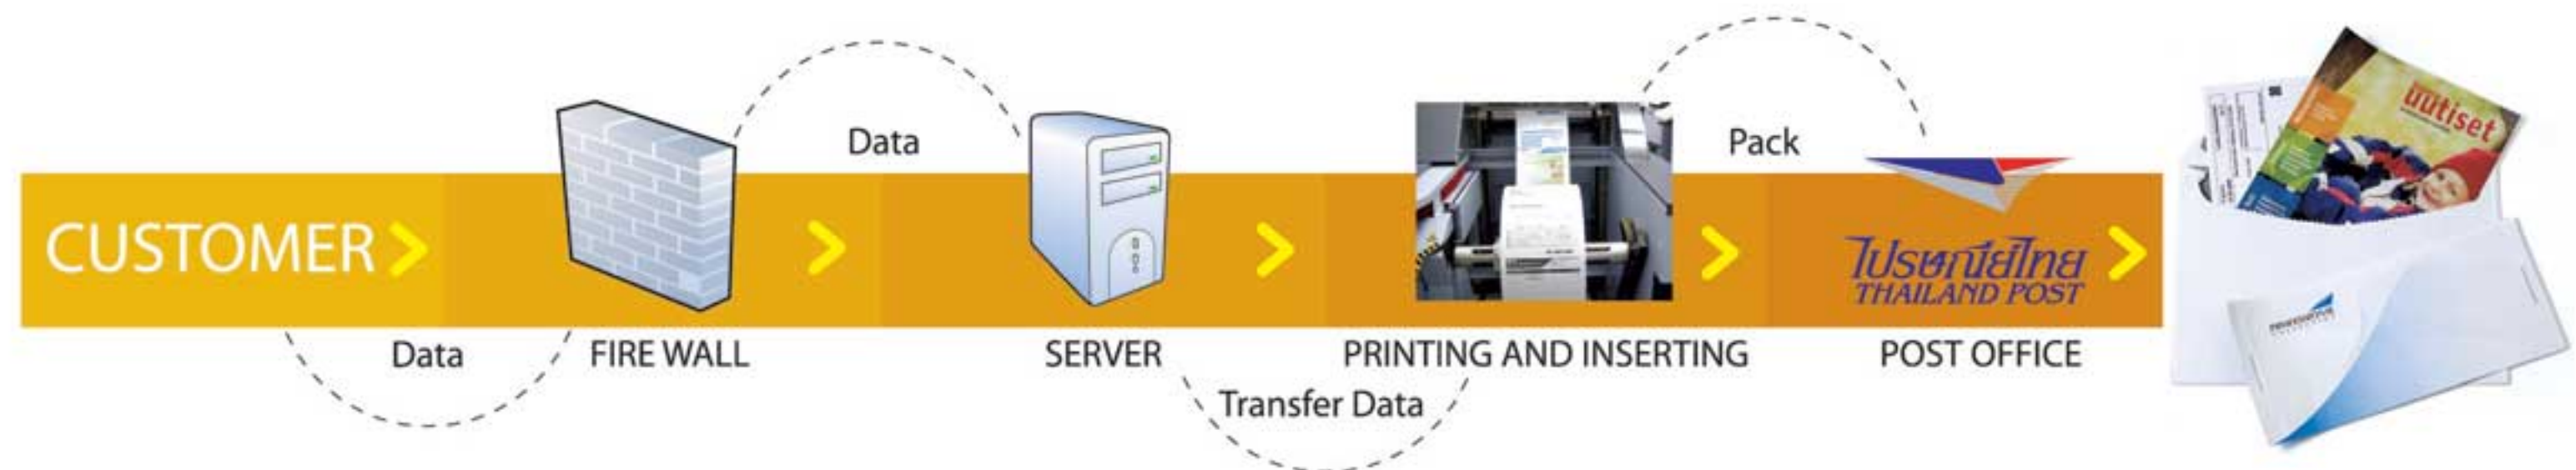 CUSTOMER
Data
FIRE WALL
Data
SERVER
Transfer Data
PRINTING AND INSERTING
Pack
ไปรษณีย์ไทย
THAILAND POST
POST OFFICE
uutiset